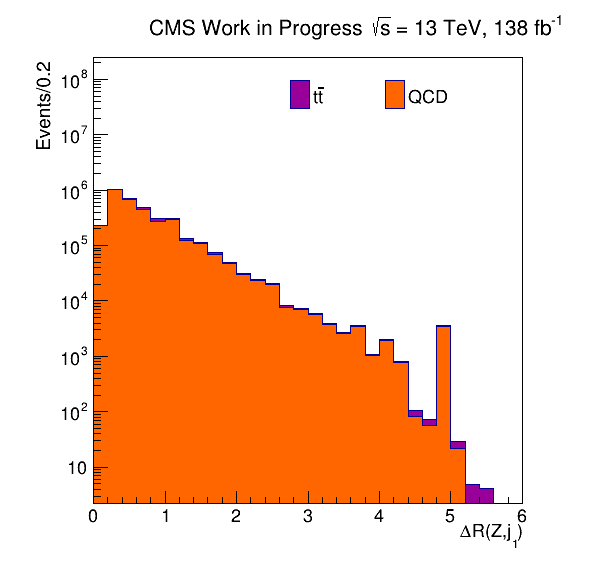 CMS Work in Progress √s = 13 TeV, 138 fb⁻¹
Events/0.2
tt̄
QCD
10⁸
10⁷
10⁶
10⁵
10⁴
10³
10²
10
0 1 2 3 4 5 6
ΔR(Z,j₁)